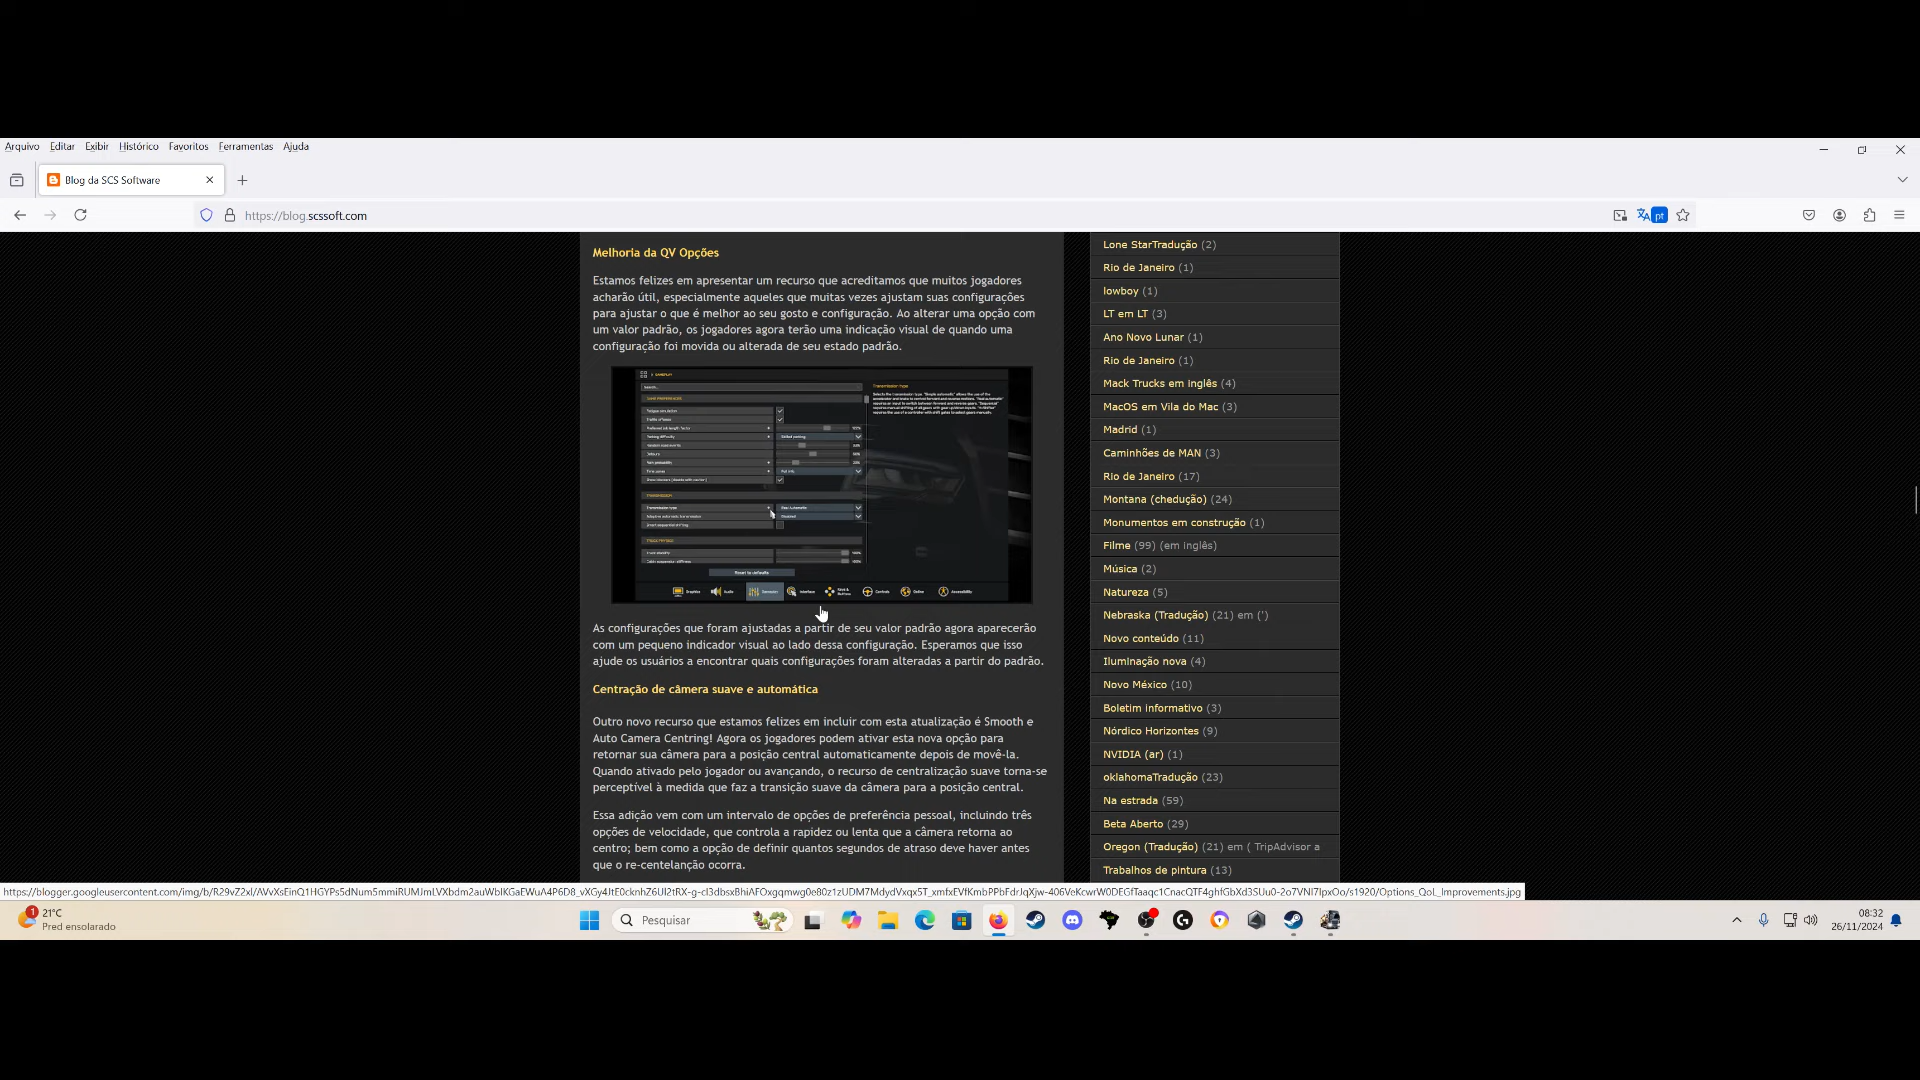 Arquivo Editar Exibir Histórico Favoritos Ferramentas Ajuda
Blog da SCS Software
https://blog.scssoft.com
pt
Melhoria da QV Opções
Estamos felizes em apresentar um recurso que acreditamos que muitos jogadores
acharão útil, especialmente aqueles que muitas vezes ajustam suas configurações
para ajustar o que é melhor ao seu gosto e configuração. Ao alterar uma opção com
um valor padrão, os jogadores agora terão uma indicação visual de quando uma
configuração foi movida ou alterada de seu estado padrão.
Transmission type
Reset to defaults
Graphics Audio Gameplay Interface Keys & Buttons Controls Online Accessibility
As configurações que foram ajustadas a partir de seu valor padrão agora aparecerão
com um pequeno indicador visual ao lado dessa configuração. Esperamos que isso
ajude os usuários a encontrar quais configurações foram alteradas a partir do padrão.
Centração de câmera suave e automática
Outro novo recurso que estamos felizes em incluir com esta atualização é Smooth e
Auto Camera Centring! Agora os jogadores podem ativar esta nova opção para
retornar sua câmera para a posição central automaticamente depois de movê-la.
Quando ativado pelo jogador ou avançando, o recurso de centralização suave torna-se
perceptível à medida que faz a transição suave da câmera para a posição central.
Essa adição vem com um intervalo de opções de preferência pessoal, incluindo três
opções de velocidade, que controla a rapidez ou lenta que a câmera retorna ao
centro; bem como a opção de definir quantos segundos de atraso deve haver antes
que o re-centelanção ocorra.
Lone StarTradução (2)
Rio de Janeiro (1)
lowboy (1)
LT em LT (3)
Ano Novo Lunar (1)
Rio de Janeiro (1)
Mack Trucks em inglês (4)
MacOS em Vila do Mac (3)
Madrid (1)
Caminhões de MAN (3)
Rio de Janeiro (17)
Montana (chedução) (24)
Monumentos em construção (1)
Filme (99) (em inglês)
Música (2)
Natureza (5)
Nebraska (Tradução) (21) em (')
Novo conteúdo (11)
Iluminação nova (4)
Novo México (10)
Boletim informativo (3)
Nórdico Horizontes (9)
NVIDIA (ar) (1)
oklahomaTradução (23)
Na estrada (59)
Beta Aberto (29)
Oregon (Tradução) (21) em ( TripAdvisor a
Trabalhos de pintura (13)
1
21°C
Pred ensolarado
Pesquisar
08:32
26/11/2024